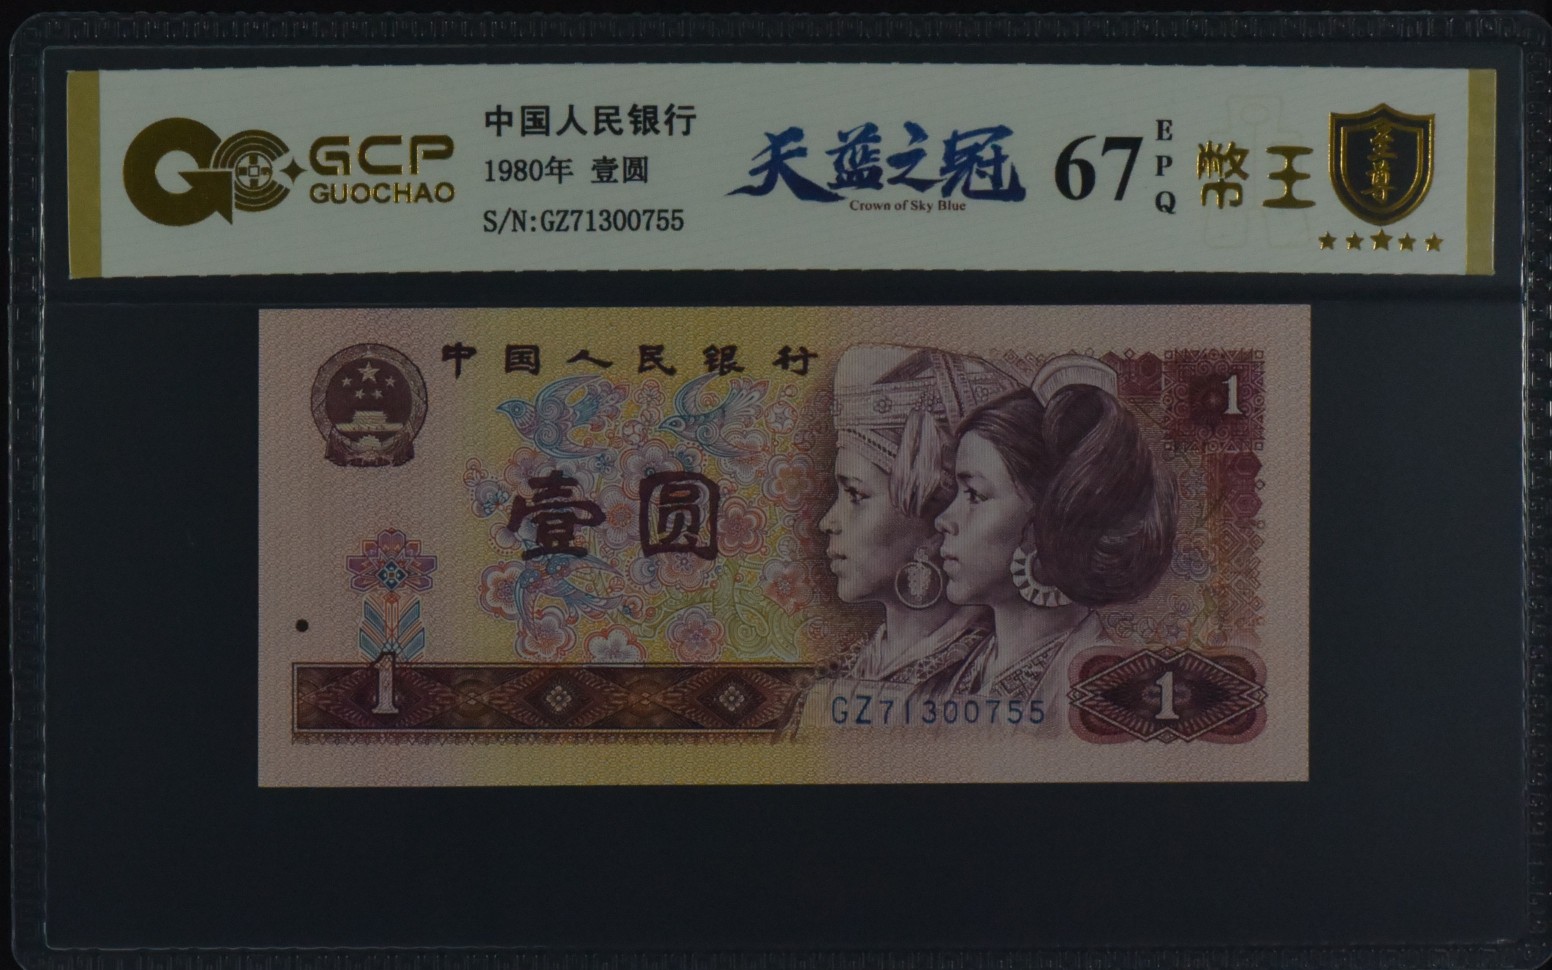 GCP
GUOCHAO
中国人民银行
1980年 壹圆
S/N:GZ71300755
天蓝之冠
Crown of Sky Blue
67
EPQ
幣王
至尊
中国人民银行
1
壹圆
1
GZ71300755
1